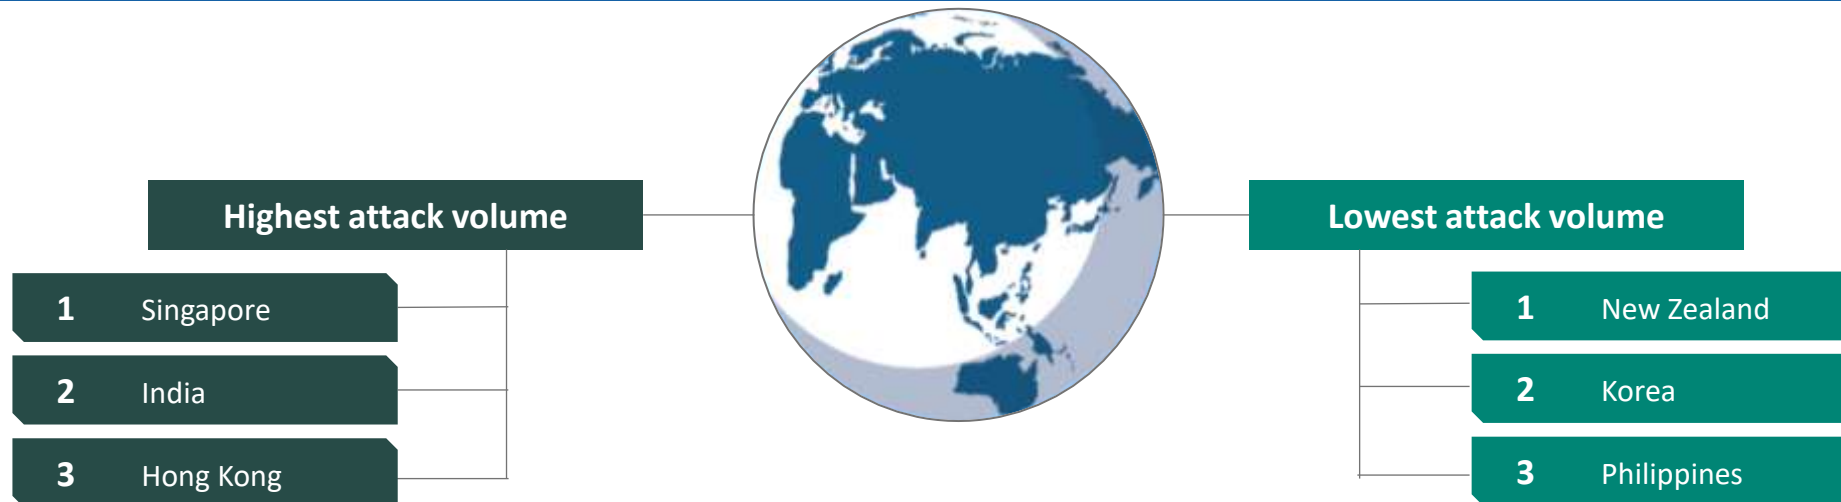 Highest attack volume
1 Singapore
2 India
3 Hong Kong
Lowest attack volume
1 New Zealand
2 Korea
3 Philippines